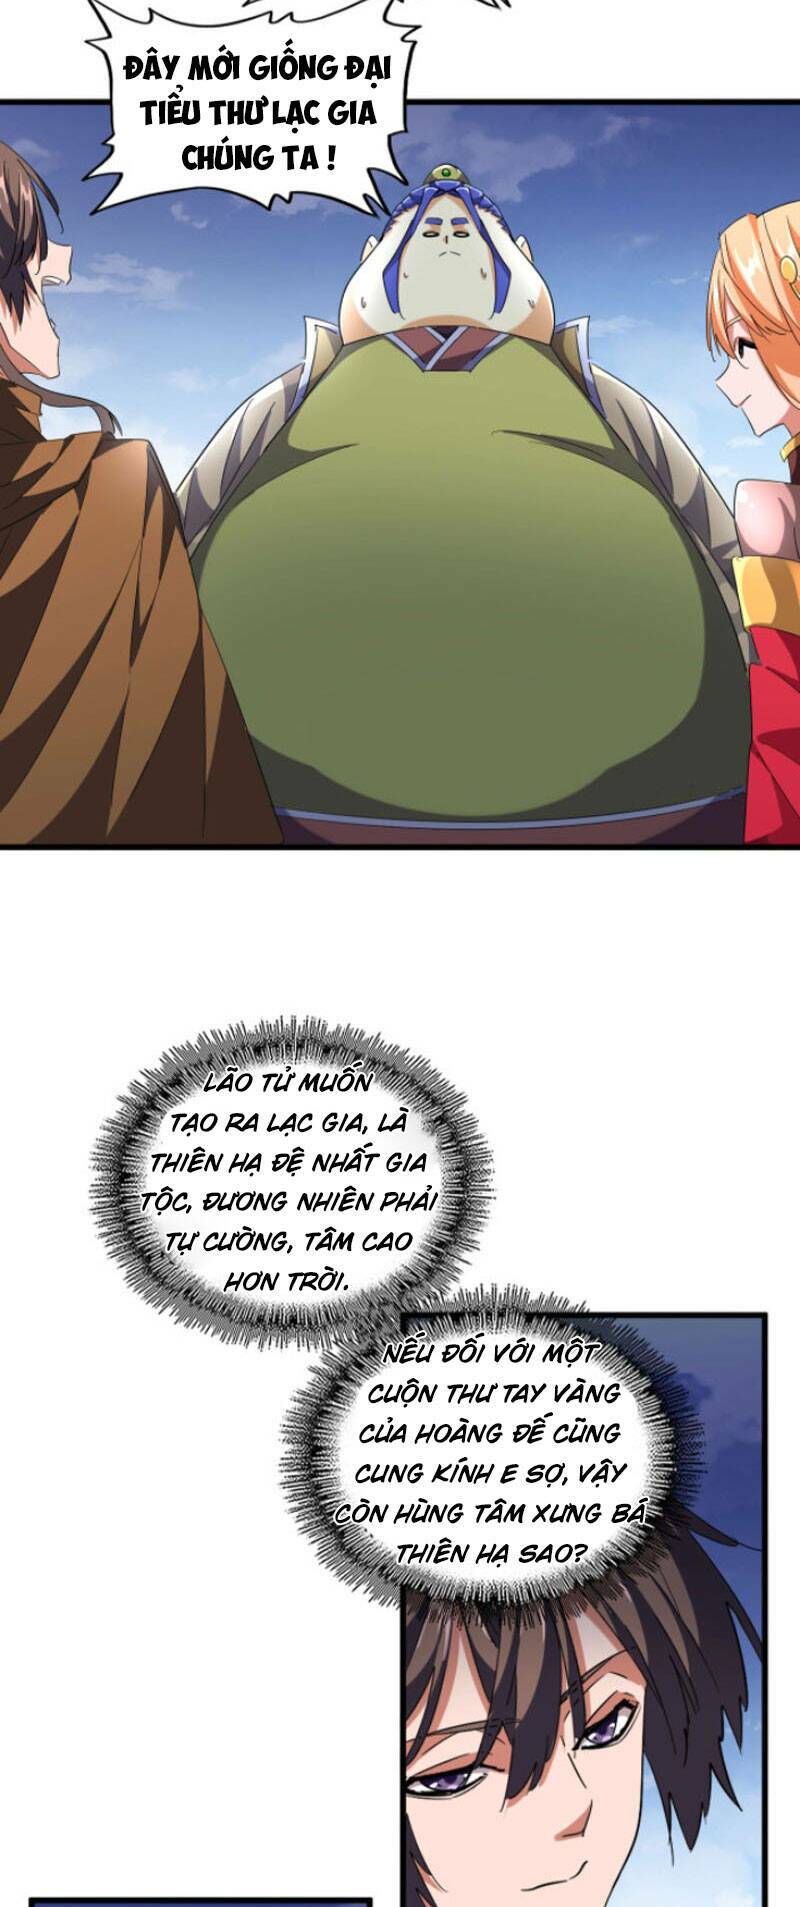 ĐÂY MỚI GIỐNG ĐẠI
TIỂU THƯ LẠC GIA
CHÚNG TA !
LÃO TỬ MUỐN
TẠO RA LẠC GIA, LÀ
THIÊN HẠ ĐỆ NHẤT GIA
TỘC, ĐƯƠNG NHIÊN PHẢI
TỰ CƯỜNG, TÂM CAO
HƠN TRỜI.
NẾU ĐỐI VỚI MỘT
CUỘN THƯ TAY VÀNG
CỦA HOÀNG ĐẾ CŨNG
CUNG KÍNH E SỢ, VẬY
CÒN HÙNG TÂM XƯNG BÁ
THIÊN HẠ SAO?